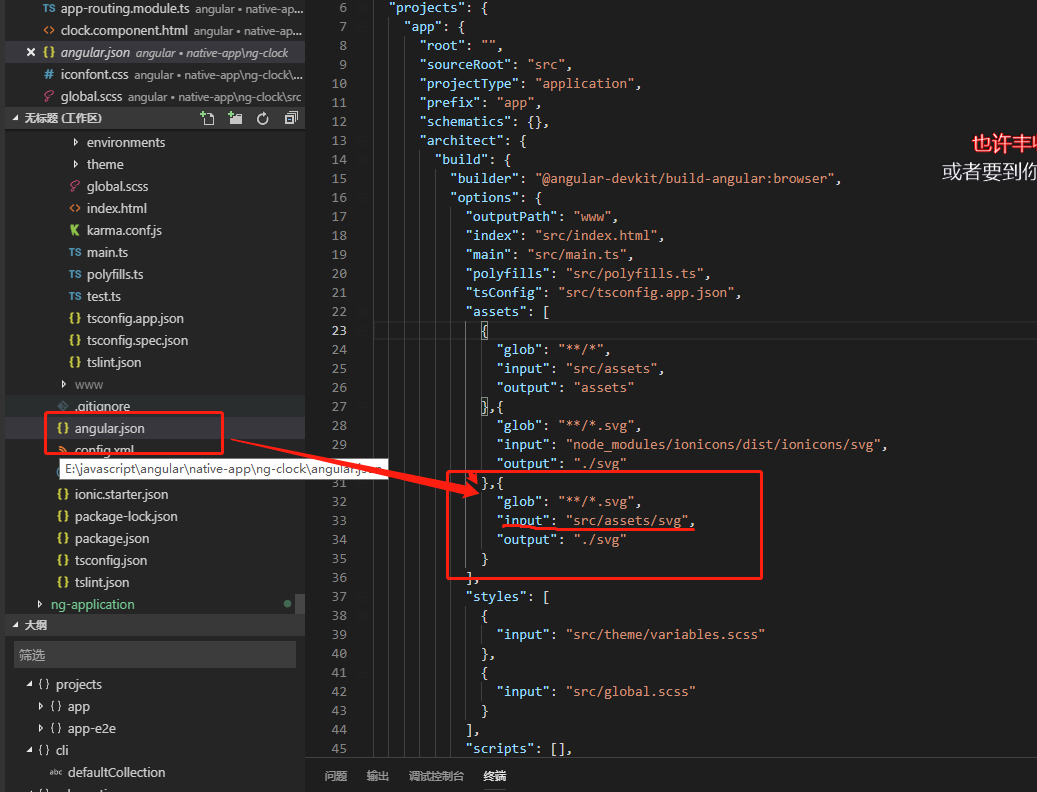 TS app-routing.module.ts angular • native-ap...
<> clock.component.html angular • native-ap...
× {} angular.json angular • native-app\ng-clock
# iconfont.css angular • native-app\ng-clock\...
global.scss angular • native-app\ng-clock\src
无标题 (工作区)
environments
theme
global.scss
<> index.html
karma.conf.js
TS main.ts
TS polyfills.ts
TS test.ts
{} tsconfig.app.json
{} tsconfig.spec.json
{} tslint.json
www
.gitignore
{} angular.json
config.xml
E:\javascript\angular\native-app\ng-clock\angular.json
{} ionic.starter.json
{} package-lock.json
{} package.json
{} tsconfig.json
{} tslint.json
ng-application
大纲
筛选
{} projects
{} app
{} app-e2e
{} cli
abc defaultCollection
6 "projects": {
7 "app": {
8 "root": "",
9 "sourceRoot": "src",
10 "projectType": "application",
11 "prefix": "app",
12 "schematics": {},
13 "architect": {
14 "build": {
15 "builder": "@angular-devkit/build-angular:browser",
16 "options": {
17 "outputPath": "www",
18 "index": "src/index.html",
19 "main": "src/main.ts",
20 "polyfills": "src/polyfills.ts",
21 "tsConfig": "src/tsconfig.app.json",
22 "assets": [
23 {
24 "glob": "**/*",
25 "input": "src/assets",
26 "output": "assets"
27 },{
28 "glob": "**/*.svg",
29 "input": "node_modules/ionicons/dist/ionicons/svg",
"output": "./svg"
31 },{
32 "glob": "**/*.svg",
33 "input": "src/assets/svg",
34 "output": "./svg"
35 }
36 ],
37 "styles": [
38 {
39 "input": "src/theme/variables.scss"
40 },
41 {
42 "input": "src/global.scss"
43 }
44 ],
45 "scripts": [],
也许丰
或者要到你
问题 输出 调试控制台 终端